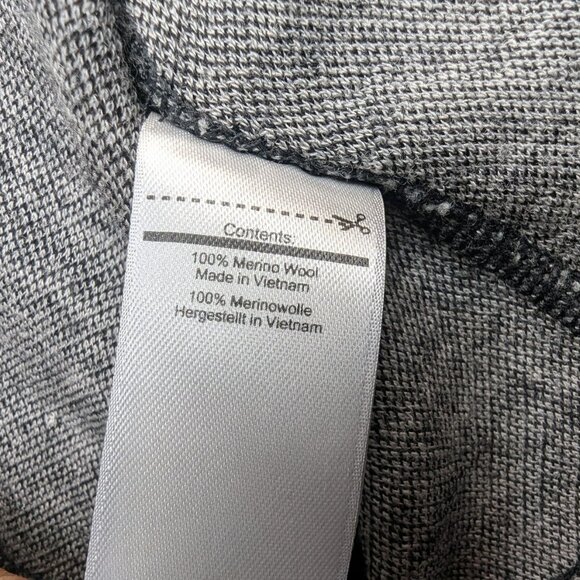 Contents:
100% Merino Wool
Made in Vietnam
100% Merinowolle
Hergestellt in Vietnam